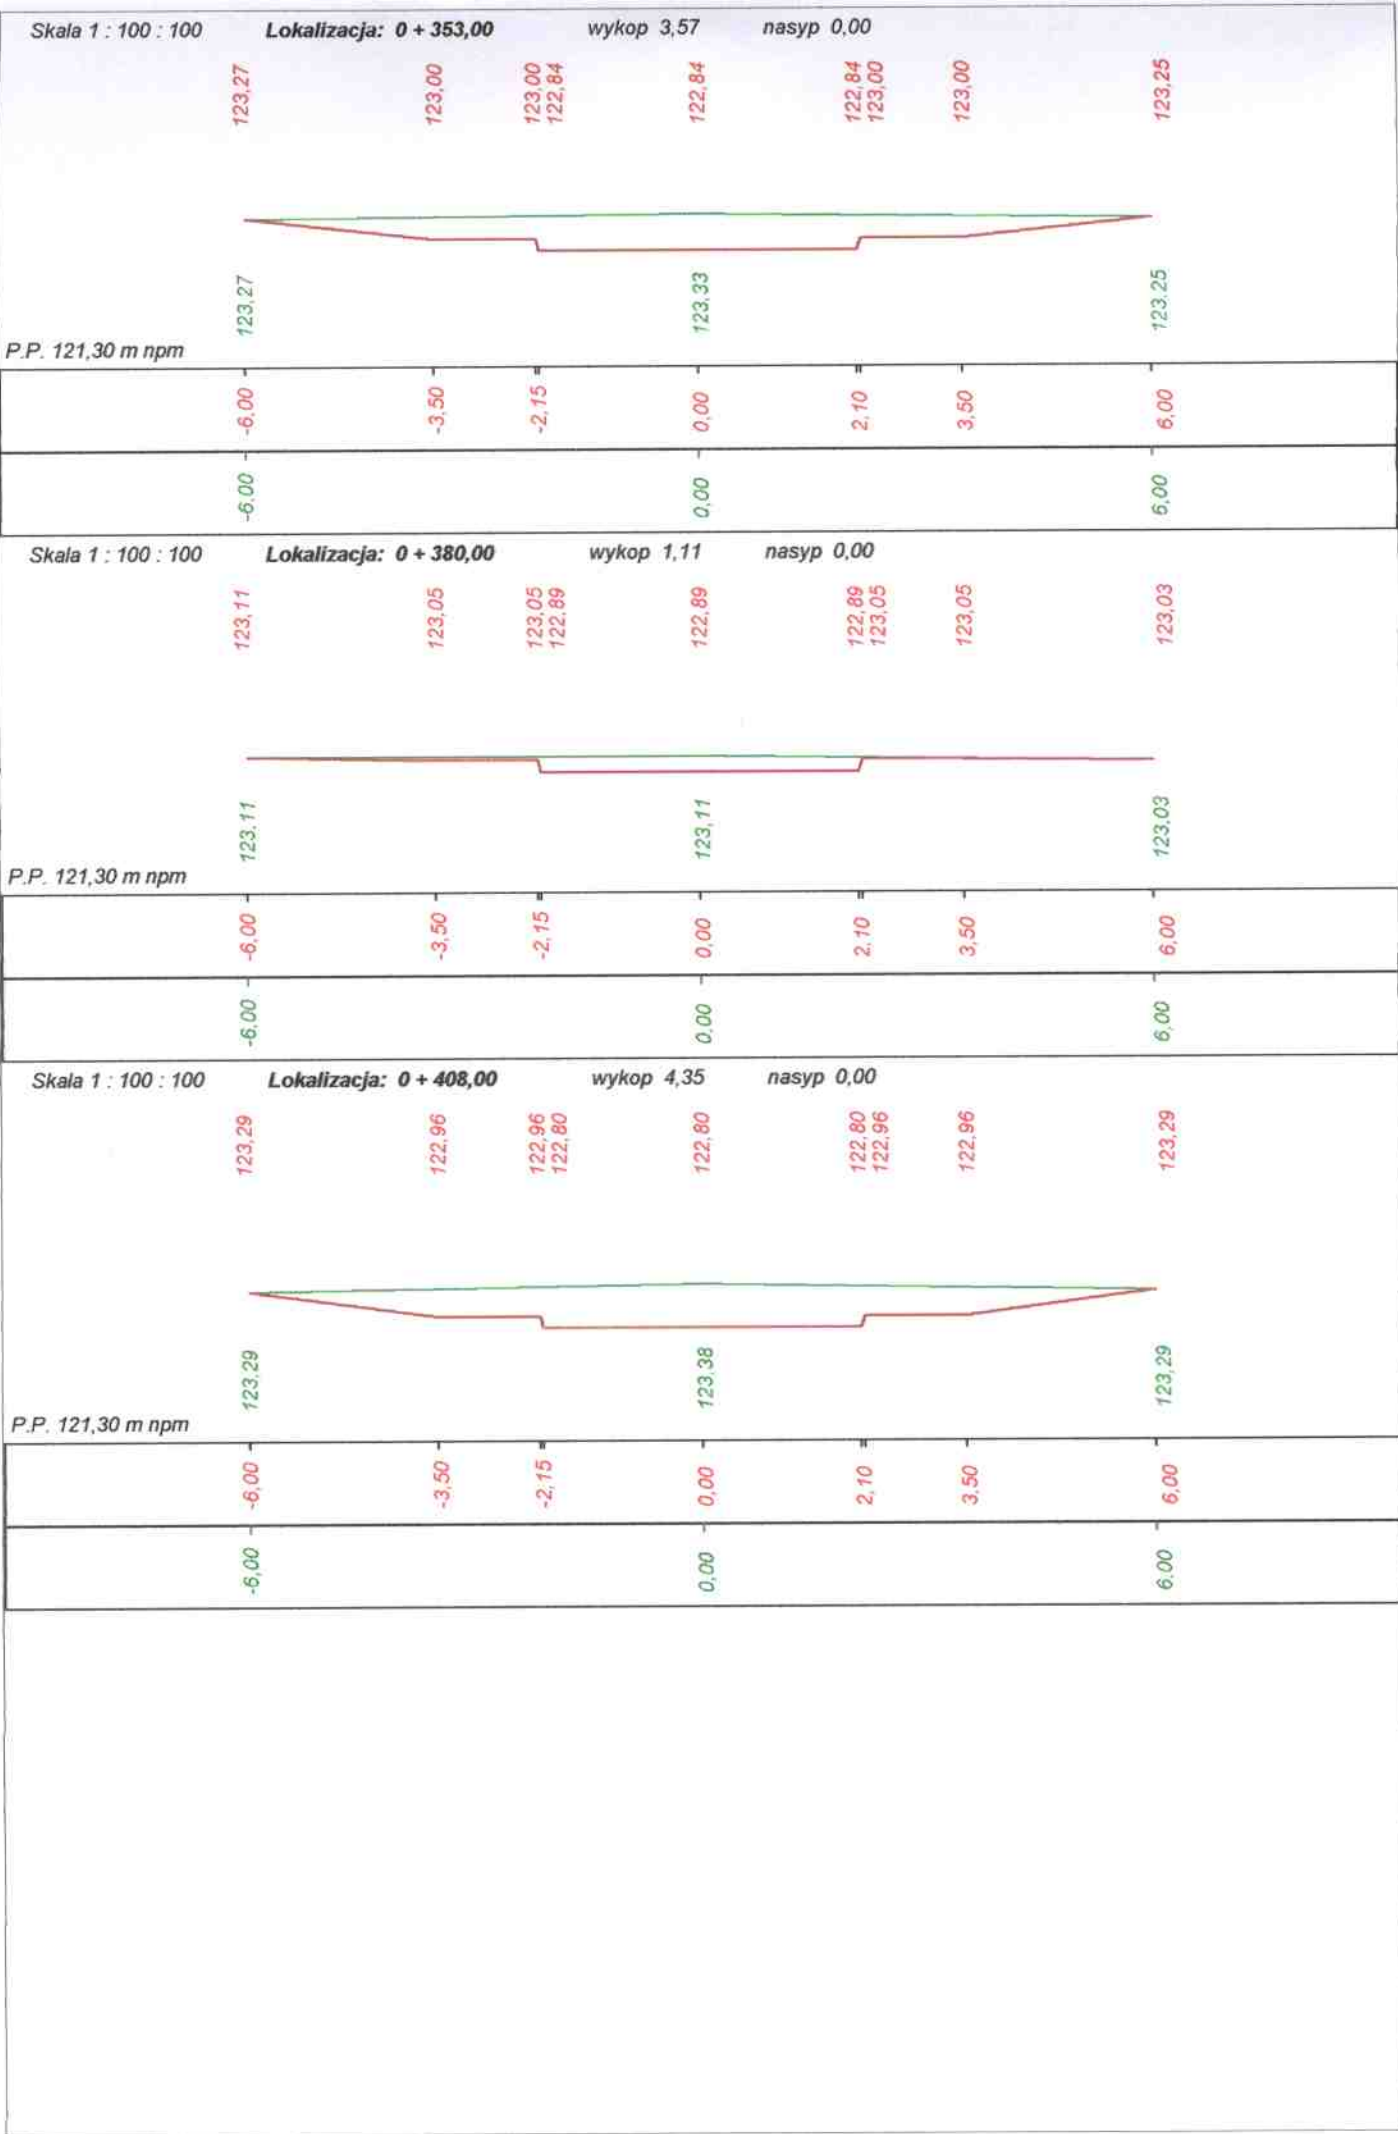 Skala 1 : 100 : 100 Lokalizacja: 0 + 353,00 wykop 3,57 nasyp 0,00
123,27 123,00 123,00 122,84 122,84 122,84 123,00 123,00 123,25
123,27 123,33 123,25
P.P. 121,30 m npm
-6,00 -3,50 -2,15 0,00 2,10 3,50 6,00
-6,00 0,00 6,00
Skala 1 : 100 : 100 Lokalizacja: 0 + 380,00 wykop 1,11 nasyp 0,00
123,11 123,05 123,05 122,89 122,89 122,89 123,05 123,05 123,03
123,11 123,11 123,03
P.P. 121,30 m npm
-6,00 -3,50 -2,15 0,00 2,10 3,50 6,00
-6,00 0,00 6,00
Skala 1 : 100 : 100 Lokalizacja: 0 + 408,00 wykop 4,35 nasyp 0,00
123,29 122,96 122,96 122,80 122,80 122,80 122,96 122,96 123,29
123,29 123,38 123,29
P.P. 121,30 m npm
-6,00 -3,50 -2,15 0,00 2,10 3,50 6,00
-6,00 0,00 6,00